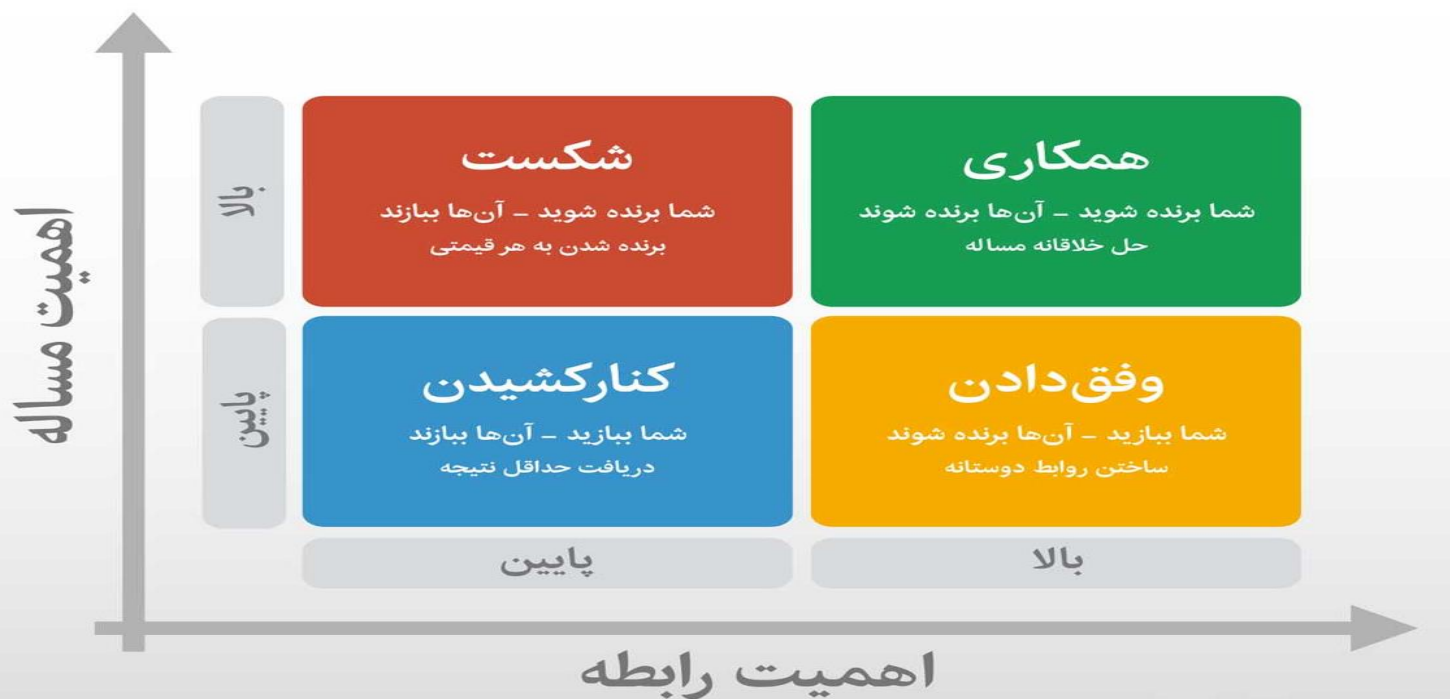 اهمیت مساله
بالا
شکست
شما برنده شوید – آن‌ها ببازند
برنده شدن به هر قیمتی
همکاری
شما برنده شوید – آن‌ها برنده شوند
حل خلاقانه مساله
پایین
کنارکشیدن
شما ببازید – آن‌ها ببازند
دریافت حداقل نتیجه
وفق‌دادن
شما ببازید – آن‌ها برنده شوند
ساختن روابط دوستانه
پایین
بالا
اهمیت رابطه